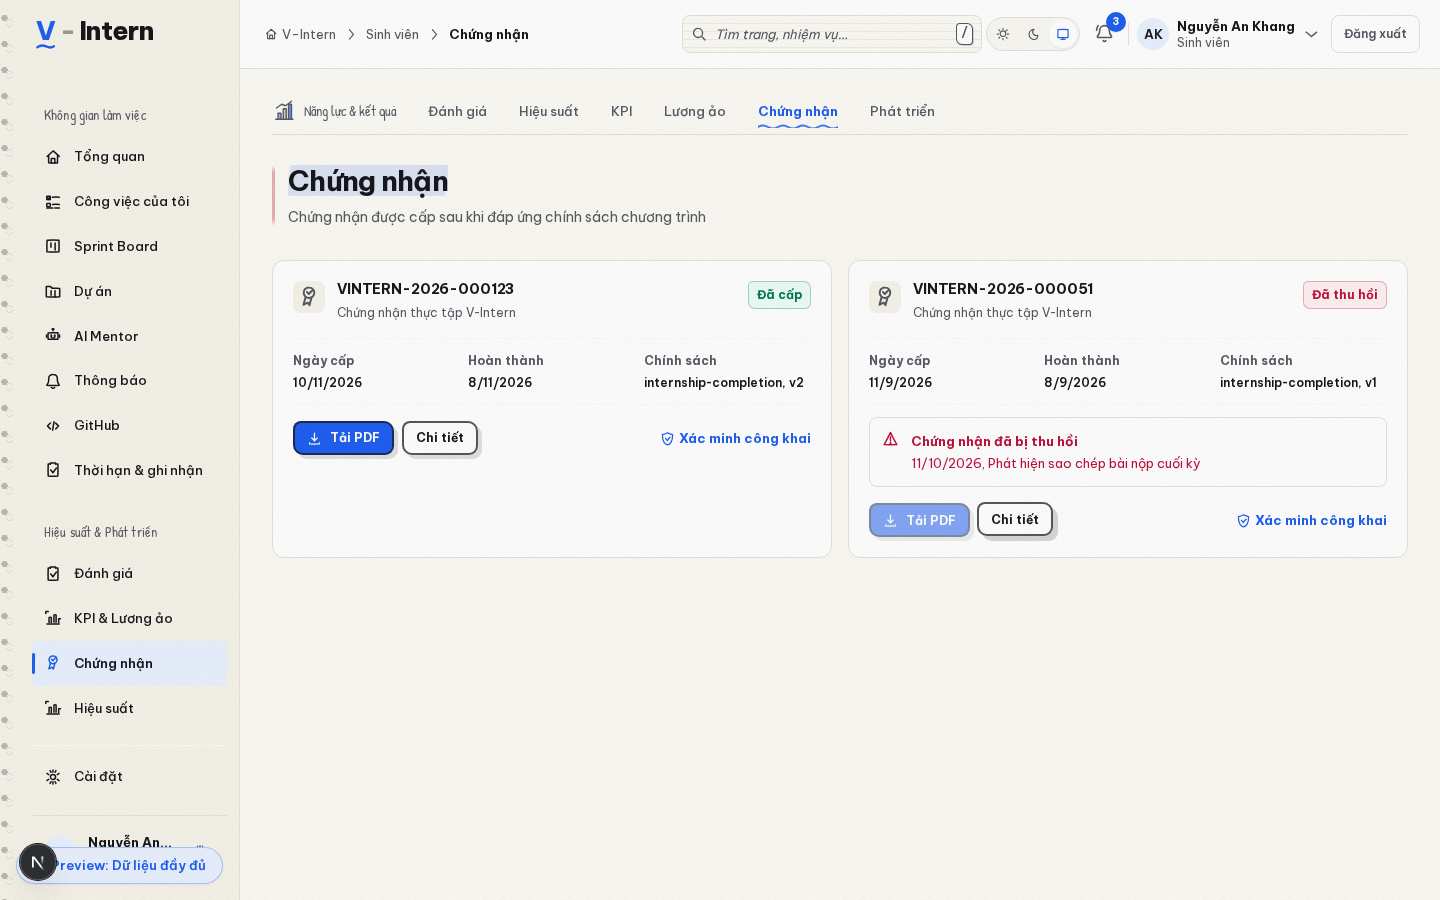 V - Intern
Không gian làm việc
Tổng quan
Công việc của tôi
Sprint Board
Dự án
AI Mentor
Thông báo
GitHub
Thời hạn & ghi nhận
Hiệu suất & Phát triển
Đánh giá
KPI & Lương ảo
Chứng nhận
Hiệu suất
Cài đặt
Nguyễn An...
Preview: Dữ liệu đầy đủ
V-Intern
Sinh viên
Chứng nhận
Tìm trang, nhiệm vụ...
/
3
AK
Nguyễn An Khang
Sinh viên
Đăng xuất
Năng lực & kết quả
Đánh giá
Hiệu suất
KPI
Lương ảo
Chứng nhận
Phát triển
Chứng nhận
Chứng nhận được cấp sau khi đáp ứng chính sách chương trình
VINTERN-2026-000123
Chứng nhận thực tập V-Intern
Đã cấp
Ngày cấp
Hoàn thành
Chính sách
10/11/2026
8/11/2026
internship-completion, v2
Tải PDF
Chi tiết
Xác minh công khai
VINTERN-2026-000051
Chứng nhận thực tập V-Intern
Đã thu hồi
Ngày cấp
Hoàn thành
Chính sách
11/9/2026
8/9/2026
internship-completion, v1
Chứng nhận đã bị thu hồi
11/10/2026, Phát hiện sao chép bài nộp cuối kỳ
Tải PDF
Chi tiết
Xác minh công khai